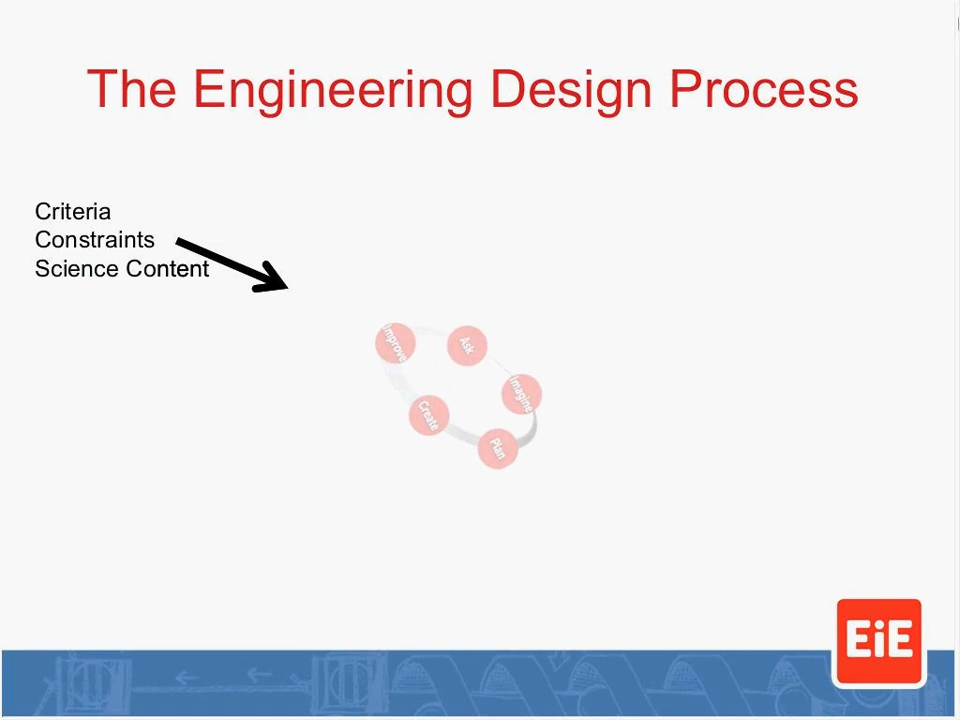 The Engineering Design Process
Criteria
Constraints
Science Content
Improve
Ask
Imagine
Create
Plan
EiE